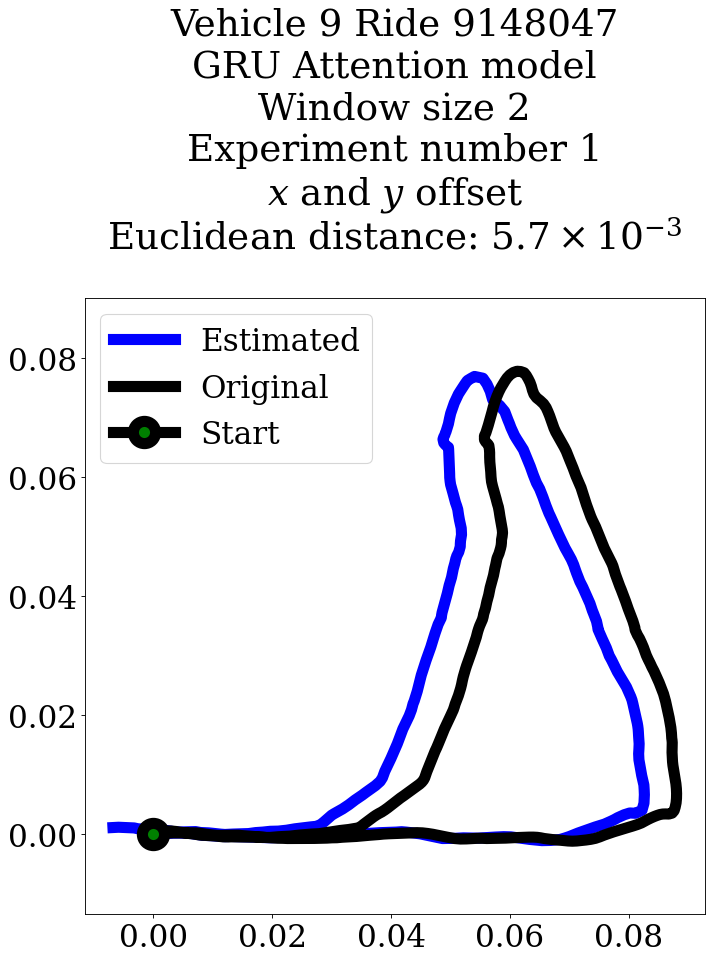 Vehicle 9 Ride 9148047
GRU Attention model
Window size 2
Experiment number 1
x and y offset
Euclidean distance: 5.7 × 10⁻³
Estimated
Original
Start
0.08
0.06
0.04
0.02
0.00
0.00 0.02 0.04 0.06 0.08